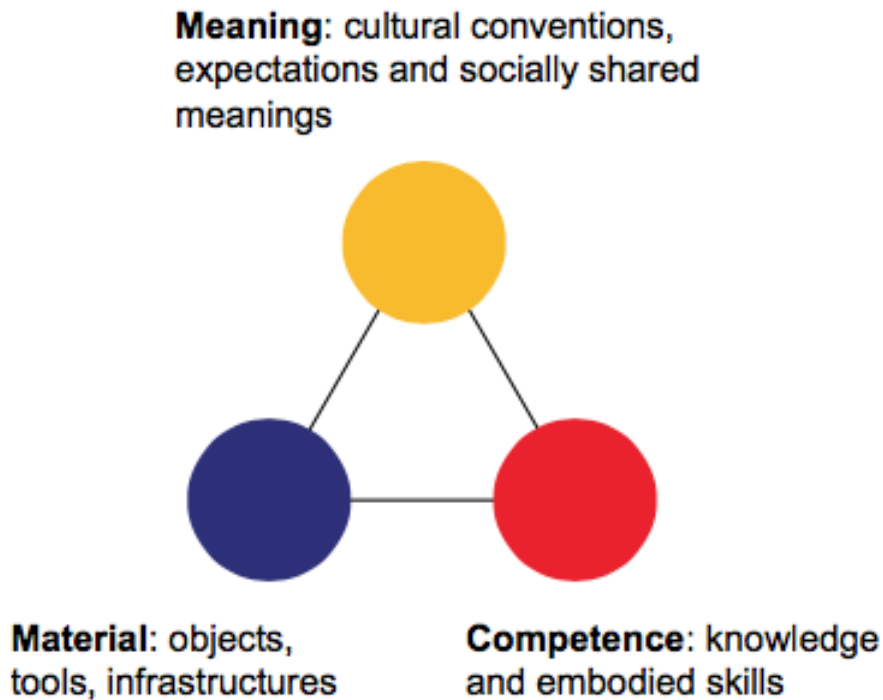 Meaning: cultural conventions,
expectations and socially shared
meanings
Material: objects,
tools, infrastructures
Competence: knowledge
and embodied skills